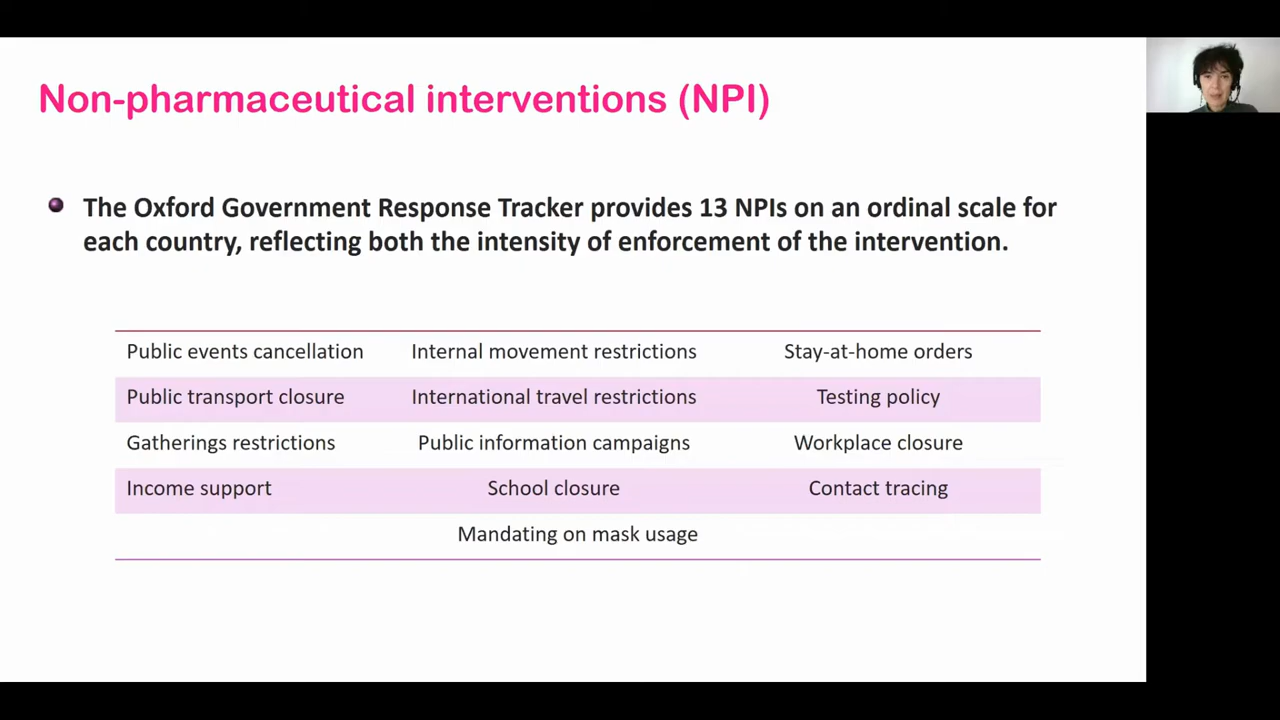 Non-pharmaceutical interventions (NPI)
The Oxford Government Response Tracker provides 13 NPIs on an ordinal scale for
each country, reflecting both the intensity of enforcement of the intervention.
Public events cancellation Internal movement restrictions Stay-at-home orders
Public transport closure International travel restrictions Testing policy
Gatherings restrictions Public information campaigns Workplace closure
Income support School closure Contact tracing
Mandating on mask usage